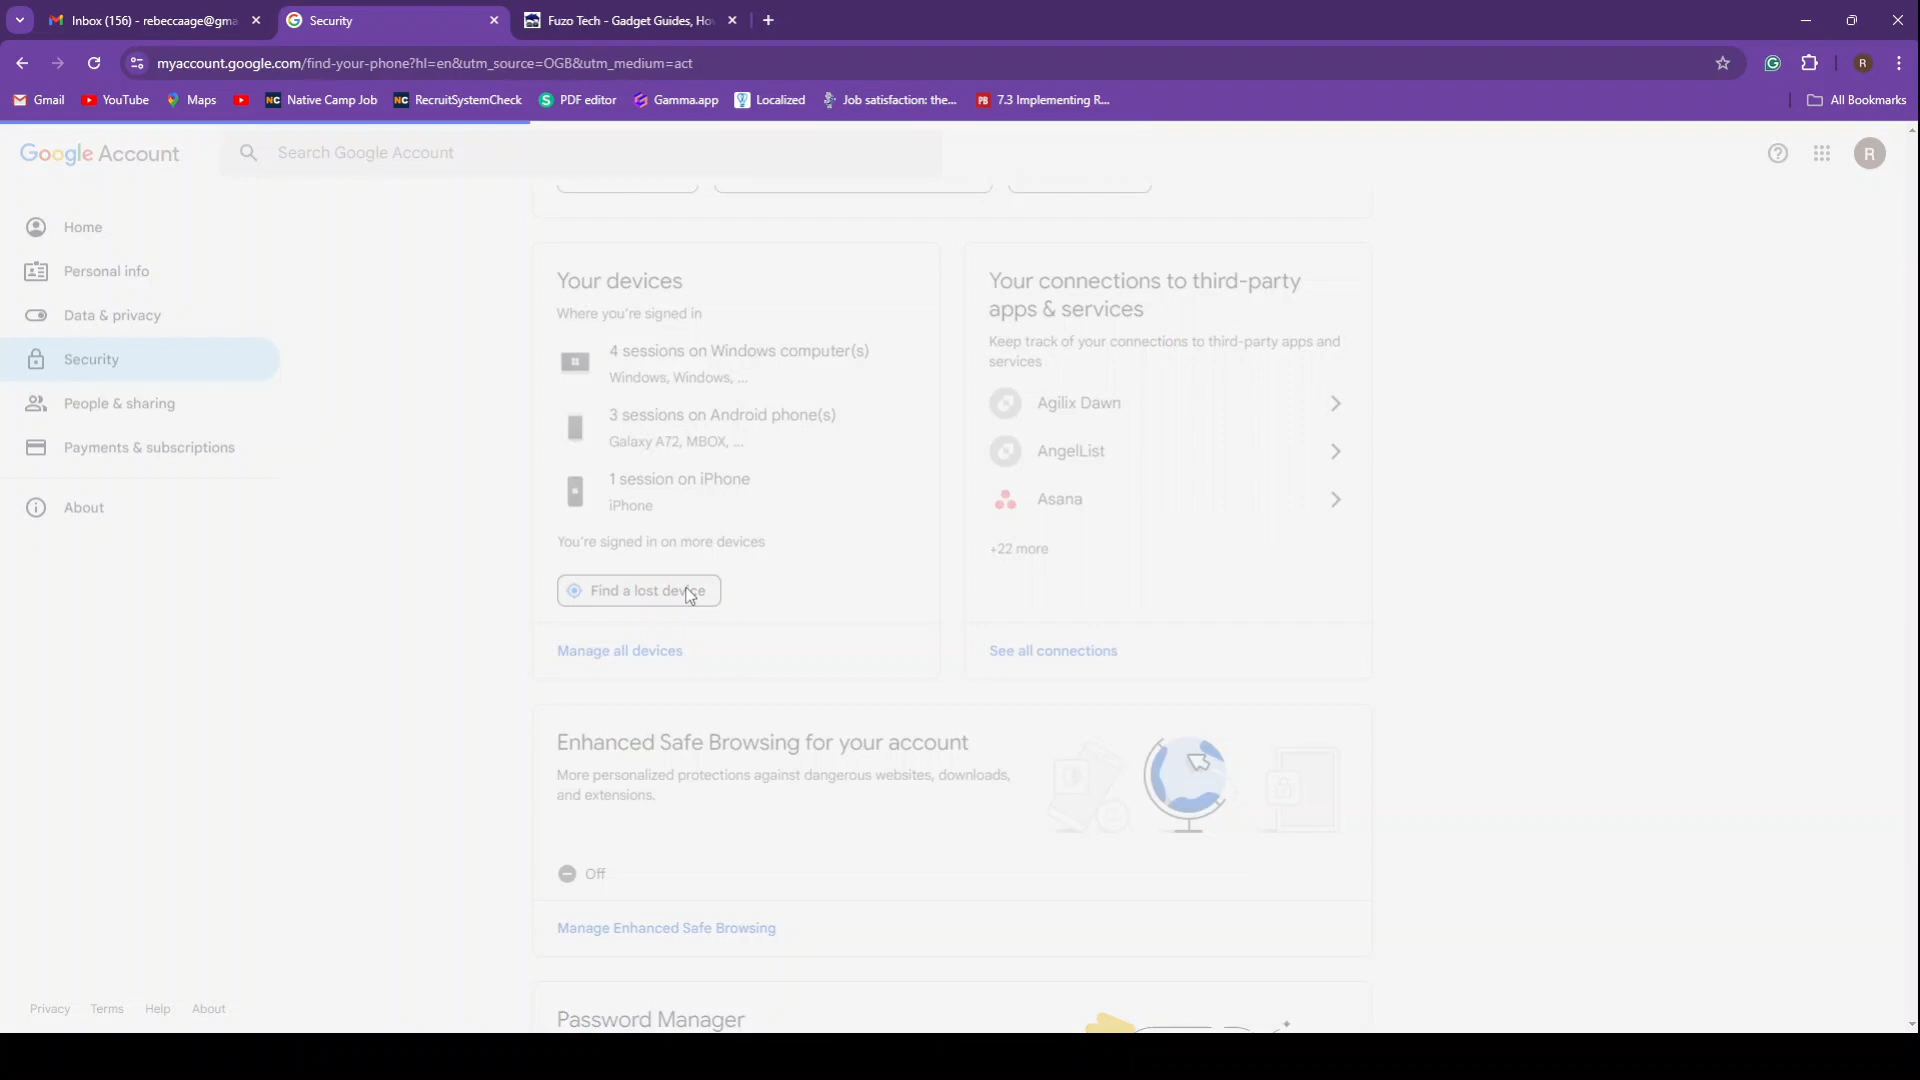 Inbox (156) - rebeccaage@gma
Security
Fuzo Tech - Gadget Guides, Ho
myaccount.google.com/find-your-phone?hl=en&utm_source=OGB&utm_medium=act
R
Gmail
YouTube
Maps
NC Native Camp Job
NC RecruitSystemCheck
S PDF editor
Gamma.app
Localized
Job satisfaction: the...
PB 7.3 Implementing R...
All Bookmarks
Google Account
Search Google Account
R
Home
Personal info
Data & privacy
Security
People & sharing
Payments & subscriptions
About
Your devices
Where you're signed in
4 sessions on Windows computer(s)
Windows, Windows, ...
3 sessions on Android phone(s)
Galaxy A72, MBOX, ...
1 session on iPhone
iPhone
You're signed in on more devices
Find a lost device
Manage all devices
Your connections to third-party
apps & services
Keep track of your connections to third-party apps and
services
Agilix Dawn
AngelList
Asana
+22 more
See all connections
Enhanced Safe Browsing for your account
More personalized protections against dangerous websites, downloads,
and extensions.
Off
Manage Enhanced Safe Browsing
Password Manager
Privacy
Terms
Help
About